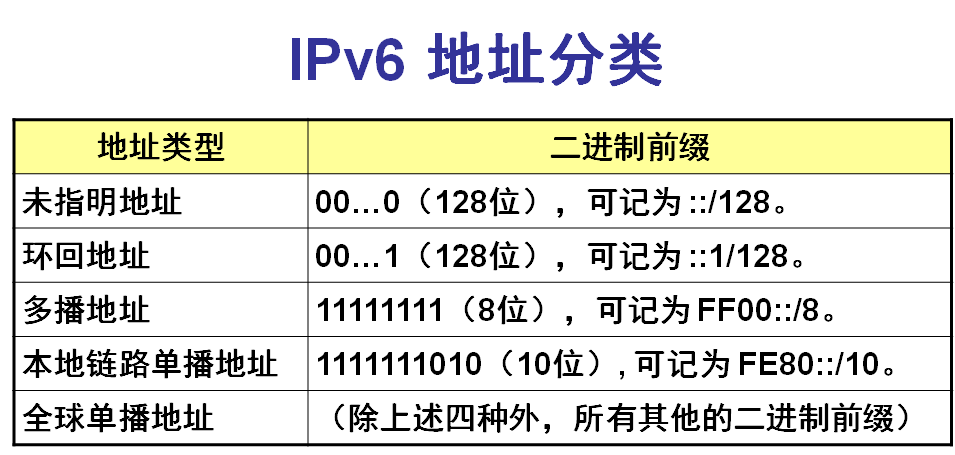 IPv6 地址分类
地址类型 二进制前缀
未指明地址 00…0（128位），可记为 ::/128。
环回地址 00…1（128位），可记为 ::1/128。
多播地址 11111111（8位），可记为 FF00::/8。
本地链路单播地址 1111111010（10位）, 可记为 FE80::/10。
全球单播地址 （除上述四种外，所有其他的二进制前缀）